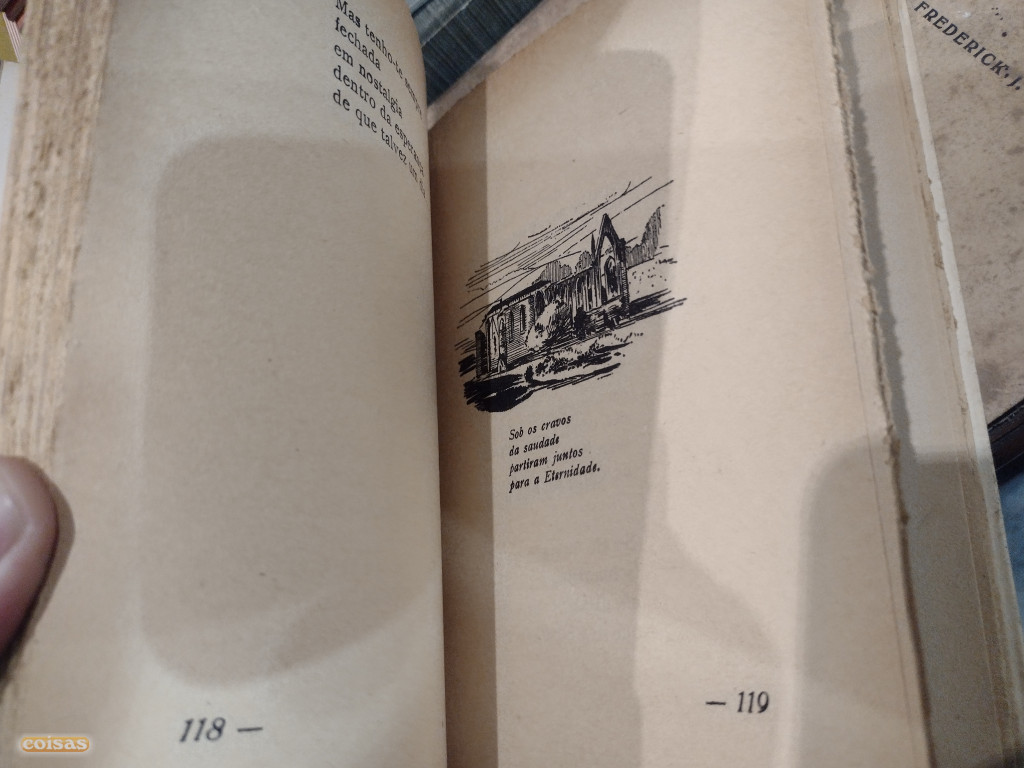 Mas tenho-te
fechada
em nostalgia
dentro da
de que talvez um
118 —
Sob os cravos
da saudade
partiram juntos
para a Eternidade.
— 119
FREDERICK, J,
coisas